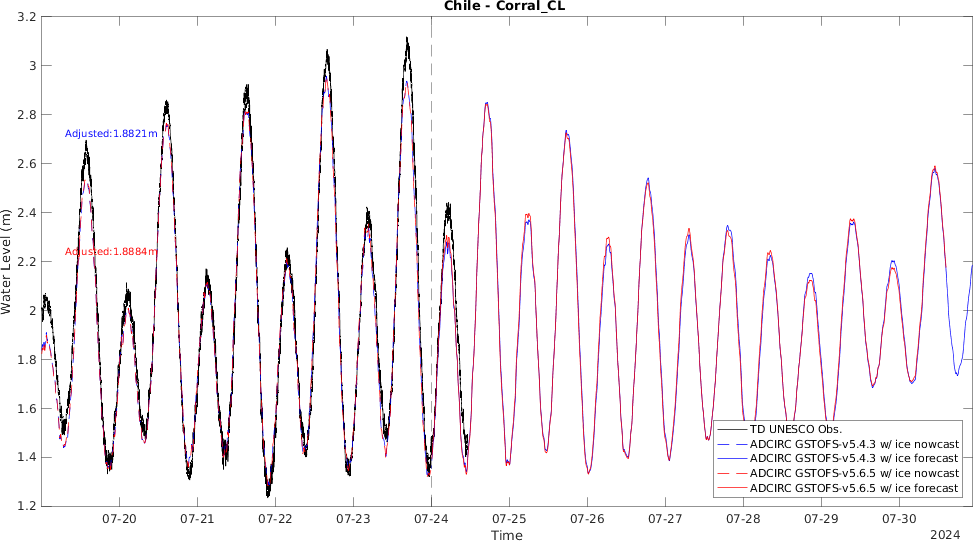 Chile - Corral_CL
3.2
3
2.8
2.6
2.4
2.2
2
1.8
1.6
1.4
1.2
Water Level (m)
Adjusted:1.8821m
Adjusted:1.8884m
TD UNESCO Obs.
ADCIRC GSTOFS-v5.4.3 w/ ice nowcast
ADCIRC GSTOFS-v5.4.3 w/ ice forecast
ADCIRC GSTOFS-v5.6.5 w/ ice nowcast
ADCIRC GSTOFS-v5.6.5 w/ ice forecast
07-20 07-21 07-22 07-23 07-24 07-25 07-26 07-27 07-28 07-29 07-30
Time
2024